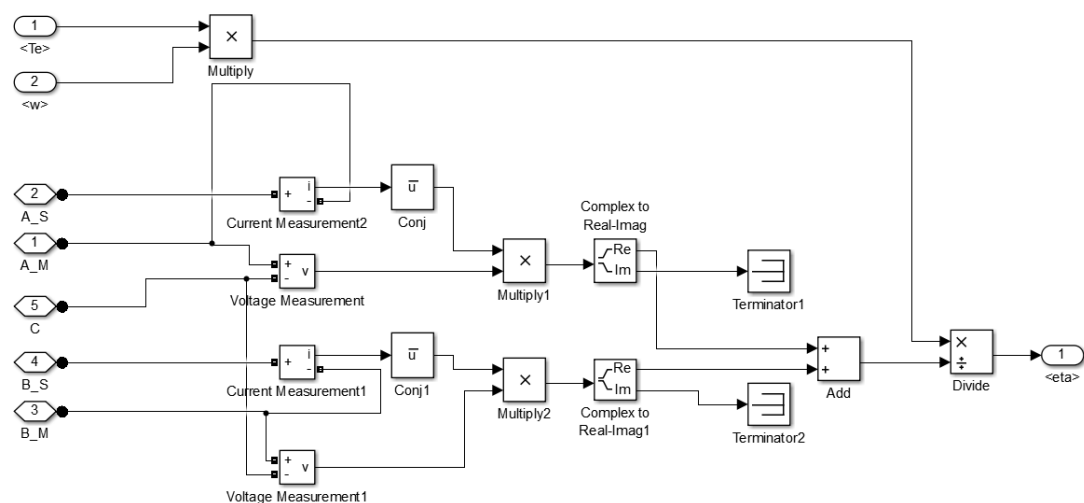 1
<Te>
×
Multiply
2
<w>
2
A_S
+
i
-
Current Measurement2
u̅
Conj
Complex to
Real-Imag
1
A_M
+
-
v
Voltage Measurement
×
Multiply1
Re
Im
Terminator1
5
C
4
B_S
+
i
-
Current Measurement1
u̅
Conj1
×
Multiply2
Re
Im
Complex to
Real-Imag1
+
+
Add
×
÷
Divide
1
<eta>
3
B_M
Terminator2
+
-
v
Voltage Measurement1